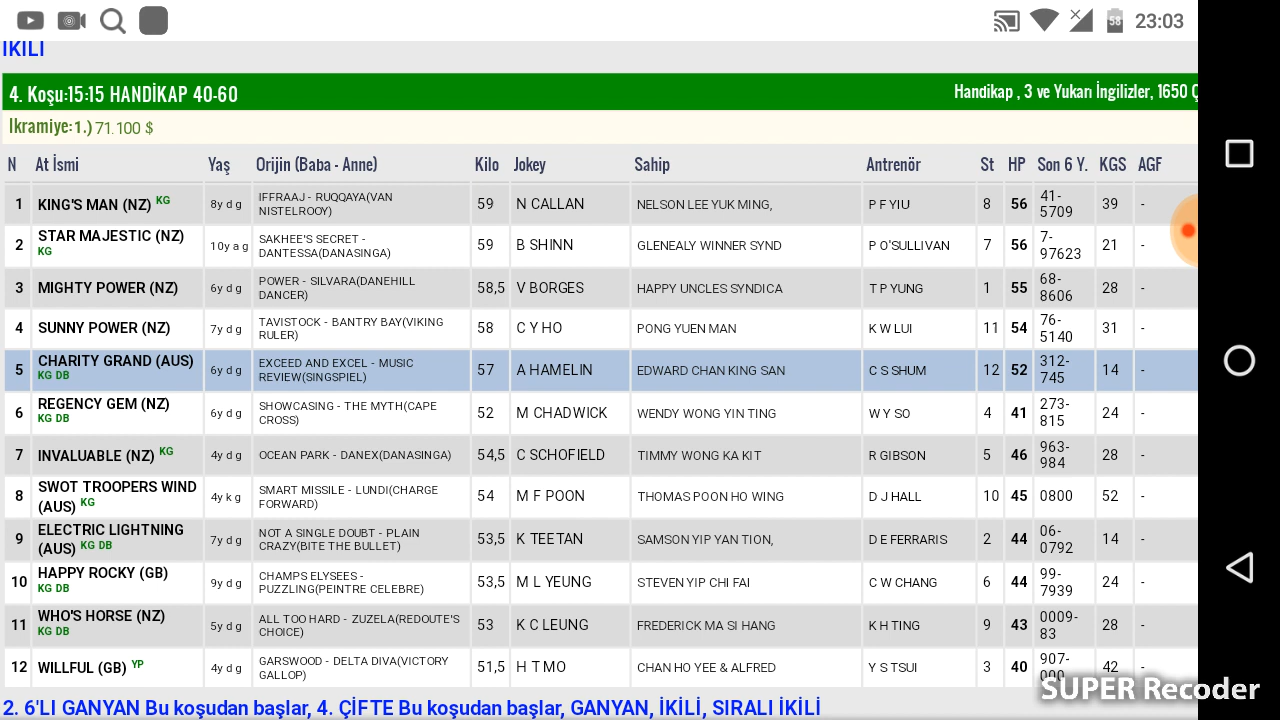 58 23:03
İKİLİ
4. Koşu:15:15 HANDİKAP 40-60 Handikap , 3 ve Yukarı İngilizler, 1650 Ç
Ikramiye:1.) 71.100 $
N At İsmi Yaş Orijin (Baba - Anne) Kilo Jokey Sahip Antrenör St HP Son 6 Y. KGS AGF
1 KING'S MAN (NZ) KG 8y d g IFFRAAJ - RUQQAYA(VAN NISTELROOY) 59 N CALLAN NELSON LEE YUK MING, P F YIU 8 56 41-5709 39 -
2 STAR MAJESTIC (NZ) KG 10y a g SAKHEE'S SECRET - DANTESSA(DANASINGA) 59 B SHINN GLENEALY WINNER SYND P O'SULLIVAN 7 56 7-97623 21 -
3 MIGHTY POWER (NZ) 6y d g POWER - SILVARA(DANEHILL DANCER) 58,5 V BORGES HAPPY UNCLES SYNDICA T P YUNG 1 55 68-8606 28 -
4 SUNNY POWER (NZ) 7y d g TAVISTOCK - BANTRY BAY(VIKING RULER) 58 C Y HO PONG YUEN MAN K W LUI 11 54 76-5140 31 -
5 CHARITY GRAND (AUS) KG DB 6y d g EXCEED AND EXCEL - MUSIC REVIEW(SINGSPIEL) 57 A HAMELIN EDWARD CHAN KING SAN C S SHUM 12 52 312-745 14 -
6 REGENCY GEM (NZ) KG DB 6y d g SHOWCASING - THE MYTH(CAPE CROSS) 52 M CHADWICK WENDY WONG YIN TING W Y SO 4 41 273-815 24 -
7 INVALUABLE (NZ) KG 4y d g OCEAN PARK - DANEX(DANASINGA) 54,5 C SCHOFIELD TIMMY WONG KA KIT R GIBSON 5 46 963-984 28 -
8 SWOT TROOPERS WIND (AUS) KG 4y k g SMART MISSILE - LUNDI(CHARGE FORWARD) 54 M F POON THOMAS POON HO WING D J HALL 10 45 0800 52 -
9 ELECTRIC LIGHTNING (AUS) KG DB 7y d g NOT A SINGLE DOUBT - PLAIN CRAZY(BITE THE BULLET) 53,5 K TEETAN SAMSON YIP YAN TION, D E FERRARIS 2 44 06-0792 14 -
10 HAPPY ROCKY (GB) KG DB 9y d g CHAMPS ELYSEES - PUZZLING(PEINTRE CELEBRE) 53,5 M L YEUNG STEVEN YIP CHI FAI C W CHANG 6 44 99-7939 24 -
11 WHO'S HORSE (NZ) KG DB 5y d g ALL TOO HARD - ZUZELA(REDOUTE'S CHOICE) 53 K C LEUNG FREDERICK MA SI HANG K H TING 9 43 0009-83 28 -
12 WILLFUL (GB) YP 4y d g GARSWOOD - DELTA DIVA(VICTORY GALLOP) 51,5 H T MO CHAN HO YEE & ALFRED Y S TSUI 3 40 907-000 42 -
SUPER Recoder
2. 6'LI GANYAN Bu koşudan başlar, 4. ÇİFTE Bu koşudan başlar, GANYAN, İKİLİ, SIRALI İKİLİ